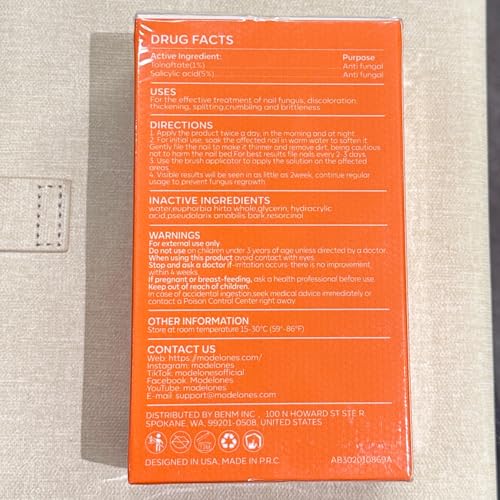 DRUG FACTS
Active Ingredient: Purpose
Tolnaftate(1%) Anti fungal
Salicylic acid(5%) Anti fungal
USES
For the effective treatment of nail fungus, discoloration
thickening, splitting,crumbling and brittleness
DIRECTIONS
1. Apply the product twice a day, in the morning and at night.
2. For initial use, soak the affected nail in warm water to soften it.
Gently file the nail to make it thinner and remove dirt, being cautious
not to harm the nail bed.For best results file nails every 2-3 days.
3. Use the brush applicator to apply the solution on the affected
areas.
4. Visible results will be seen in as little as 2week, continue regular
usage to prevent fungus regrowth
INACTIVE INGREDIENTS
water,euphorbia hirta whole,glycerin, hydracrylic
acid,pseudolarix amabilis bark,resorcinol
WARNINGS
For external use only
Do not use on children under 3 years of age unless directed by a doctor.
When using this product avoid contact with eyes.
Stop and ask a doctor if-irritation occurs-there is no improvement
within 4 weeks.
If pregnant or breast-feeding, ask a health professional before use.
Keep out of reach of children.
In case of accidental ingestion,seek medical advice immediately or
contact a Poison Control Center right away
OTHER INFORMATION
Store at room temperature 15-30°C (59°-86°F)
CONTACT US
Web: https://modelones.com/
Instagram: modelones
TikTok: modelonesofficial
Facebook: Modelones
YouTube: modelones
E-mail: support@modelones.com
DISTRIBUTED BY BENM INC , 100 N HOWARD ST STE R
SPOKANE, WA, 99201-0508, UNITED STATES
DESIGNED IN USA, MADE IN P.R.C. AB302010869A